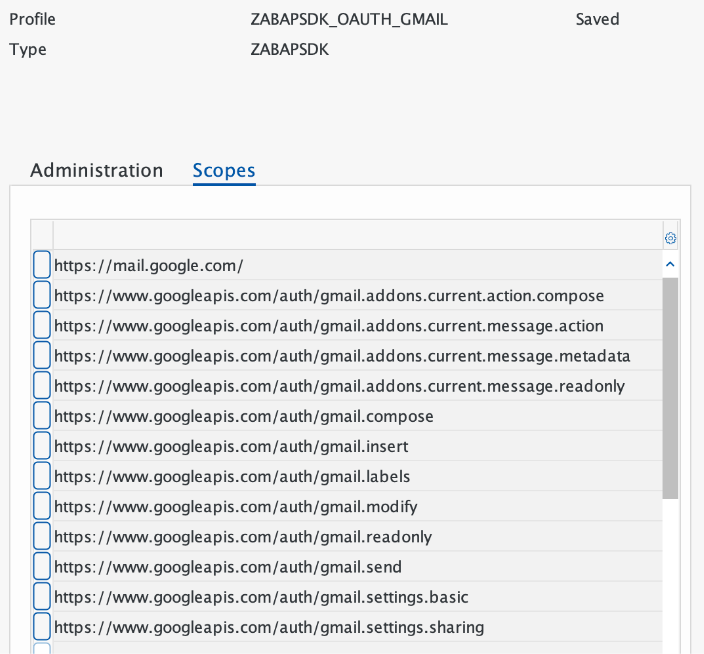 Profile ZABAPSDK_OAUTH_GMAIL Saved
Type ZABAPSDK
Administration Scopes
https://mail.google.com/
https://www.googleapis.com/auth/gmail.addons.current.action.compose
https://www.googleapis.com/auth/gmail.addons.current.message.action
https://www.googleapis.com/auth/gmail.addons.current.message.metadata
https://www.googleapis.com/auth/gmail.addons.current.message.readonly
https://www.googleapis.com/auth/gmail.compose
https://www.googleapis.com/auth/gmail.insert
https://www.googleapis.com/auth/gmail.labels
https://www.googleapis.com/auth/gmail.modify
https://www.googleapis.com/auth/gmail.readonly
https://www.googleapis.com/auth/gmail.send
https://www.googleapis.com/auth/gmail.settings.basic
https://www.googleapis.com/auth/gmail.settings.sharing